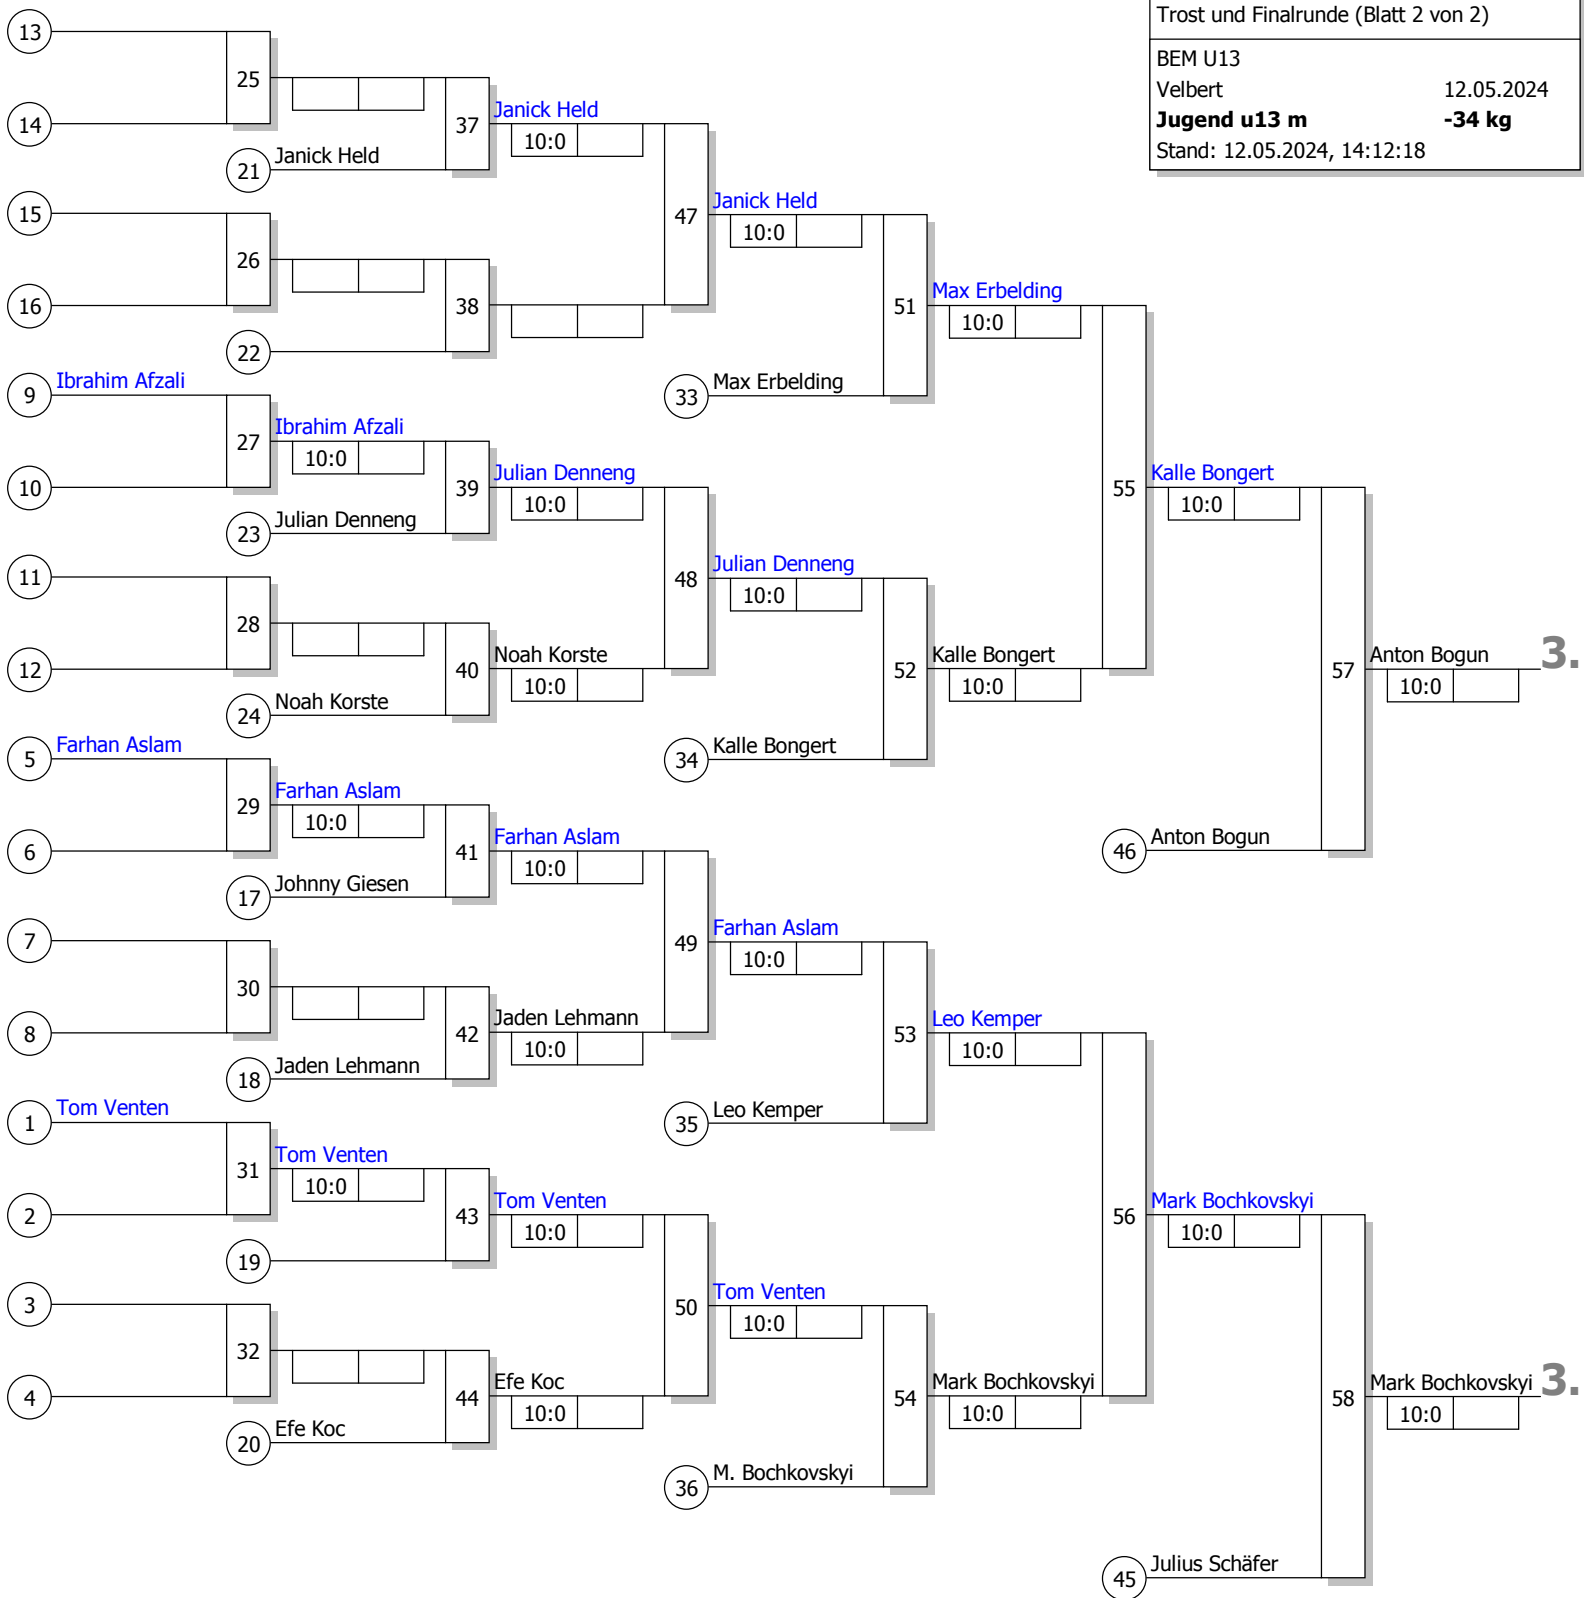 Trost und Finalrunde (Blatt 2 von 2)
BEM U13
Velbert 12.05.2024
Jugend u13 m -34 kg
Stand: 12.05.2024, 14:12:18
13
25
14
37
Janick Held
10:0
21
Janick Held
15
47
Janick Held
10:0
26
16
38
22
51
Max Erbelding
10:0
33
Max Erbelding
9
Ibrahim Afzali
27
Ibrahim Afzali
10:0
10
39
Julian Denneng
10:0
23
Julian Denneng
55
Kalle Bongert
10:0
11
48
Julian Denneng
10:0
28
12
40
Noah Korste
10:0
24
Noah Korste
52
Kalle Bongert
10:0
34
Kalle Bongert
57
Anton Bogun
10:0
3.
5
Farhan Aslam
29
Farhan Aslam
10:0
6
41
Farhan Aslam
10:0
17
Johnny Giesen
46
Anton Bogun
7
49
Farhan Aslam
10:0
30
8
42
Jaden Lehmann
10:0
18
Jaden Lehmann
53
Leo Kemper
10:0
35
Leo Kemper
1
Tom Venten
31
Tom Venten
10:0
2
43
Tom Venten
10:0
19
56
Mark Bochkovskyi
10:0
3
50
Tom Venten
10:0
32
4
44
Efe Koc
10:0
20
Efe Koc
54
Mark Bochkovskyi
10:0
36
M. Bochkovskyi
58
Mark Bochkovskyi
10:0
3.
45
Julius Schäfer